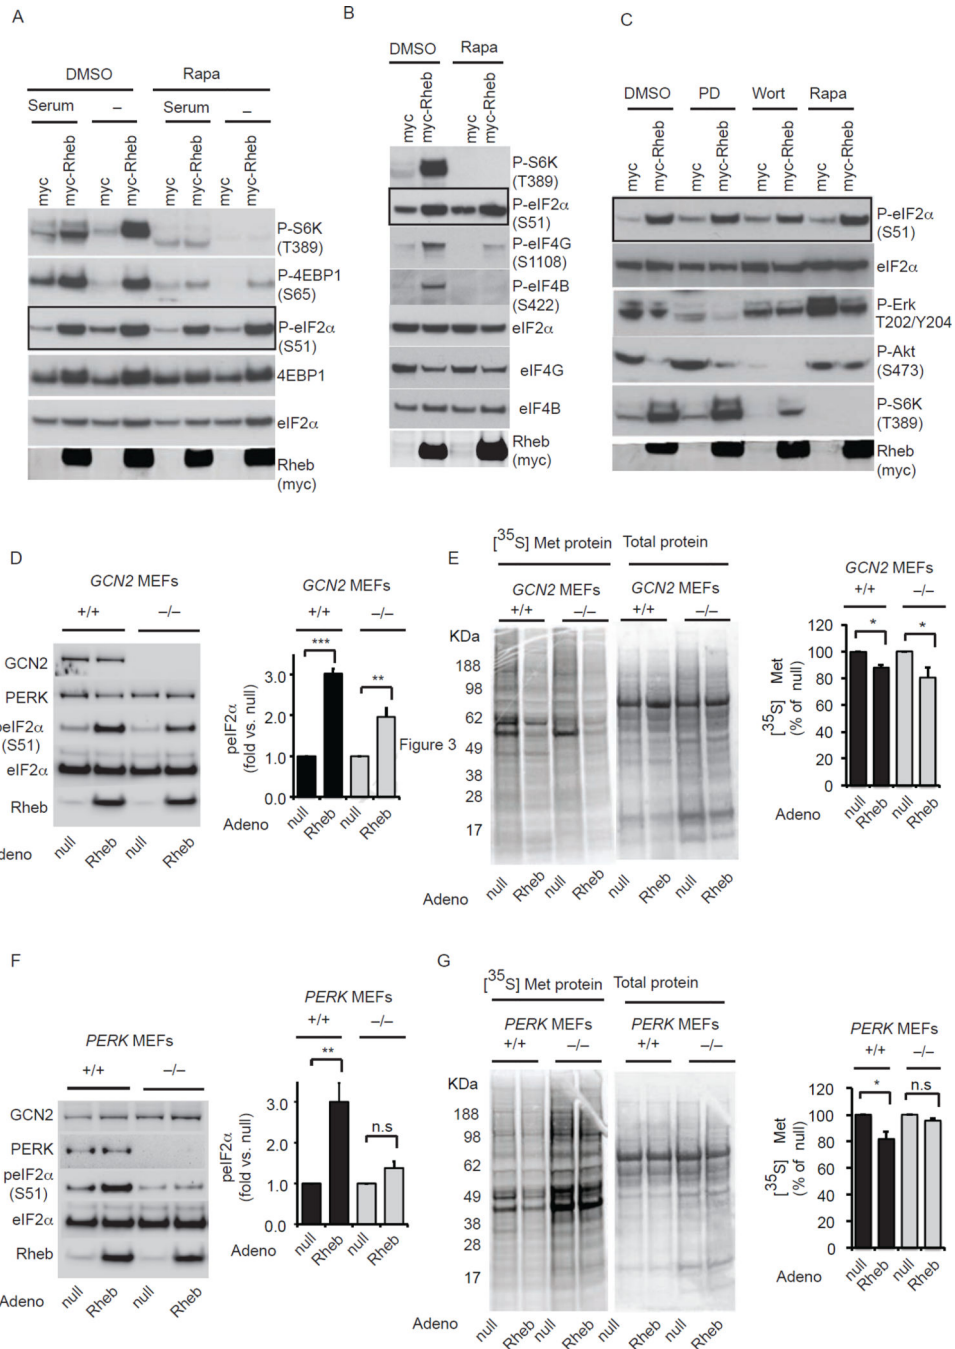 A
DMSO Rapa
Serum – Serum –
myc myc-Rheb myc myc-Rheb myc myc-Rheb myc myc-Rheb
P-S6K
(T389)
P-4EBP1
(S65)
P-eIF2α
(S51)
4EBP1
eIF2α
Rheb
(myc)
B
DMSO Rapa
myc myc-Rheb myc myc-Rheb
P-S6K
(T389)
P-eIF2α
(S51)
P-eIF4G
(S1108)
P-eIF4B
(S422)
eIF2α
eIF4G
eIF4B
Rheb
(myc)
C
DMSO PD Wort Rapa
myc myc-Rheb myc myc-Rheb myc myc-Rheb myc myc-Rheb
P-eIF2α
(S51)
eIF2α
P-Erk
T202/Y204
P-Akt
(S473)
P-S6K
(T389)
Rheb
(myc)
D
GCN2 MEFs
+/+ –/–
GCN2
PERK
peIF2α
(S51)
eIF2α
Rheb
deno null Rheb null Rheb
GCN2 MEFs
+/+
–/–
***
**
peIF2α
(fold vs. null)
3.0
2.0
1.0
0.0
Adeno null Rheb null Rheb
Figure 3
E
[35S] Met protein Total protein
GCN2 MEFs GCN2 MEFs
+/+ –/– +/+ –/–
KDa
188
98
62
49
38
28
17
Adeno null Rheb null Rheb null Rheb null Rheb
GCN2 MEFs
+/+ –/–
* *
[35S] Met
(% of null)
120
100
80
60
40
20
0
Adeno null Rheb null Rheb
F
PERK MEFs
+/+ –/–
GCN2
PERK
peIF2α
(S51)
eIF2α
Rheb
Adeno null Rheb null Rheb
PERK MEFs
+/+ –/–
**
n.s
peIF2α
(fold vs. null)
4.0
3.0
2.0
1.0
0.0
Adeno null Rheb null Rheb
G
[35S] Met protein Total protein
PERK MEFs PERK MEFs
+/+ –/– +/+ –/–
KDa
188
98
62
49
38
28
17
Adeno null Rheb null Rheb null Rheb null Rheb
PERK MEFs
+/+ –/–
* n.s
[35S] Met
(% of null)
120
100
80
60
40
20
0
Adeno null Rheb null Rheb